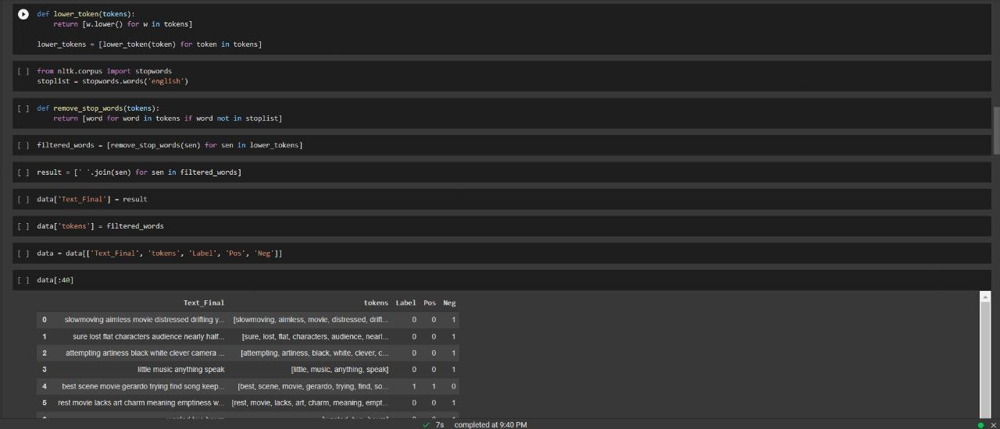 def lower_token(tokens):
return [w.lower() for w in tokens]
lower_tokens = [lower_token(token) for token in tokens]
[ ] from nltk.corpus import stopwords
stoplist = stopwords.words('english')
[ ] def remove_stop_words(tokens):
return [word for word in tokens if word not in stoplist]
[ ] filtered_words = [remove_stop_words(sen) for sen in lower_tokens]
[ ] result = [' '.join(sen) for sen in filtered_words]
[ ] data['Text_Final'] = result
[ ] data['tokens'] = filtered_words
[ ] data = data[['Text_Final', 'tokens', 'Label', 'Pos', 'Neg']]
[ ] data[:40]
Text_Final tokens Label Pos Neg
0 slowmoving aimless movie distressed drifting y... [slowmoving, aimless, movie, distressed, drift... 0 0 1
1 sure lost flat characters audience nearly half... [sure, lost, flat, characters, audience, nearl... 0 0 1
2 attempting artiness black white clever camera ... [attempting, artiness, black, white, clever, c... 0 0 1
3 little music anything speak [little, music, anything, speak] 0 0 1
4 best scene movie gerardo trying find song keep... [best, scene, movie, gerardo, trying, find, so... 1 1 0
5 rest movie lacks art charm meaning emptiness w... [rest, movie, lacks, art, charm, meaning, empt... 0 0 1
7s completed at 9:40 PM